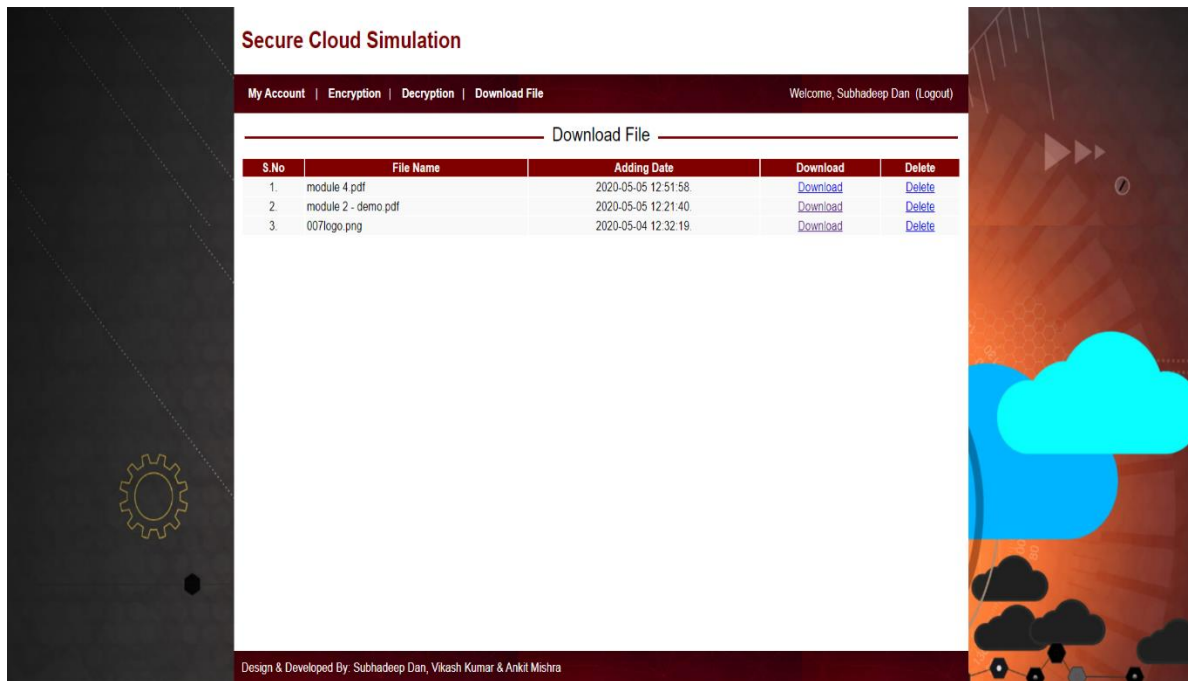 Secure Cloud Simulation
My Account | Encryption | Decryption | Download File Welcome, Subhadeep Dan (Logout)
Download File
S.No File Name Adding Date Download Delete
1. module 4.pdf 2020-05-05 12:51:58. Download Delete
2. module 2 - demo.pdf 2020-05-05 12:21:40. Download Delete
3. 007logo.png 2020-05-04 12:32:19. Download Delete
Design & Developed By: Subhadeep Dan, Vikash Kumar & Ankit Mishra